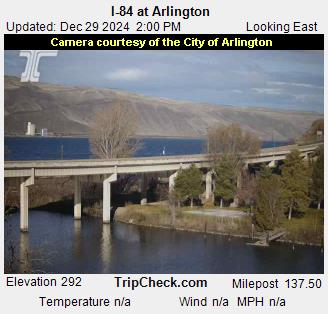 I-84 at Arlington
Updated: Dec 29 2024 2:00 PM Looking East
Camera courtesy of the City of Arlington
Elevation 292 TripCheck.com Milepost 137.50
Temperature n/a Wind n/a MPH n/a